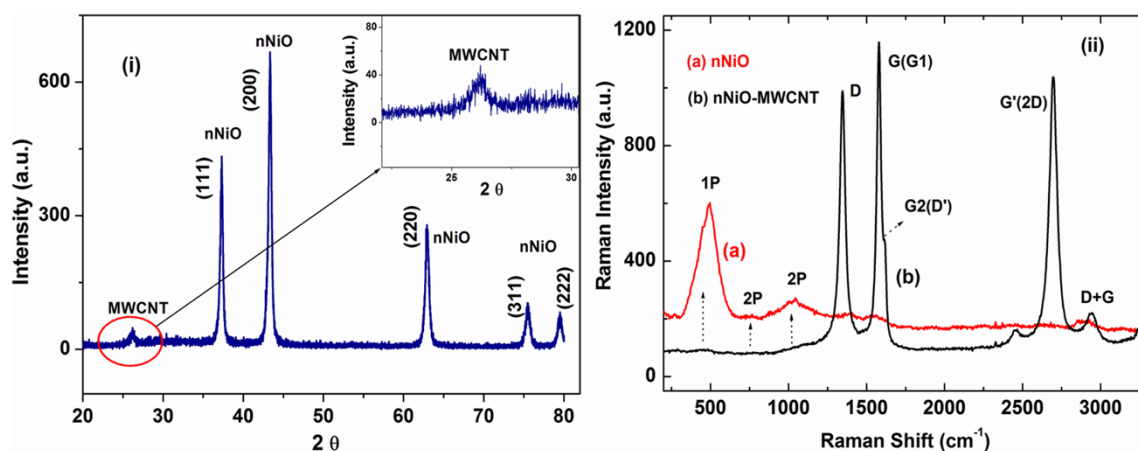 (i)
nNiO
(200)
nNiO
(111)
(220)
nNiO
nNiO
(311)
(222)
MWCNT
600
300
0
Intensity (a.u.)
20 30 40 50 60 70 80
2 θ
MWCNT
80
40
0
Intensity (a.u.)
25 30
2 θ
(ii)
(a) nNiO
(b) nNiO-MWCNT
1P
(a)
2P
2P
D
G(G1)
G2(D')
(b)
G'(2D)
D+G
1200
800
400
0
Raman Intensity (a.u.)
500 1000 1500 2000 2500 3000
Raman Shift (cm⁻¹)